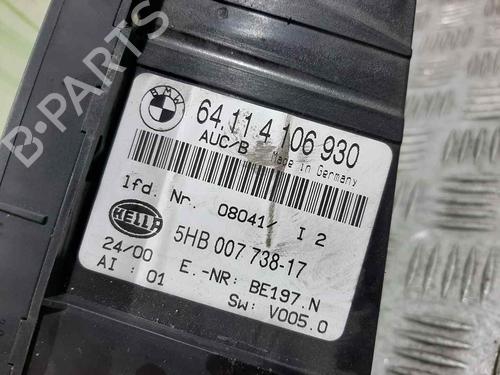 B-PARTS
BMW
64.11 4 106 930
AUC/B Made in Germany
lfd. Nr. 08041/ I 2
HELLA 5HB 007 738-17
24/00 E.-NR: BE197.N
AI : 01 SW: V005.0